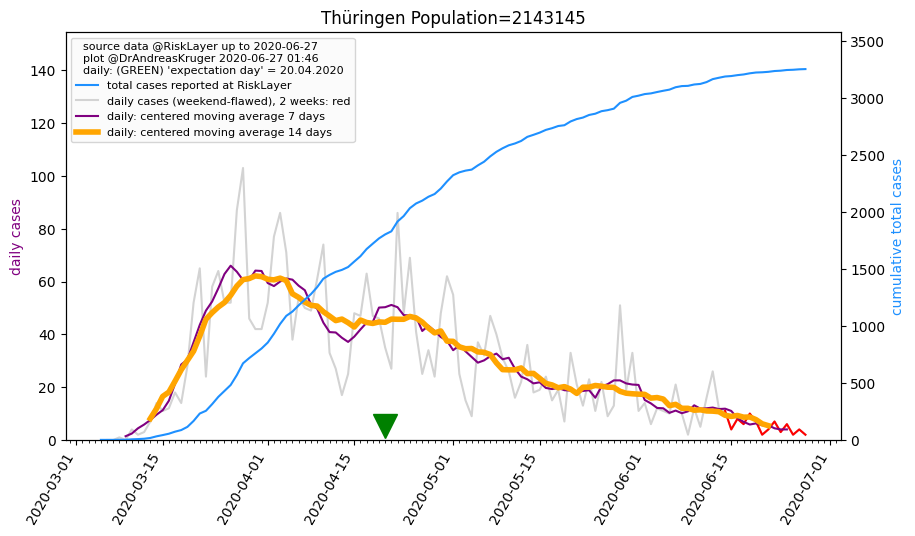 Thüringen Population=2143145
source data @RiskLayer up to 2020-06-27
plot @DrAndreasKruger 2020-06-27 01:46
daily: (GREEN) 'expectation day' = 20.04.2020
total cases reported at RiskLayer
daily cases (weekend-flawed), 2 weeks: red
daily: centered moving average 7 days
daily: centered moving average 14 days
daily cases
140
120
100
80
60
40
20
0
3500
3000
2500
2000
1500
1000
500
0
cumulative total cases
2020-03-01
2020-03-15
2020-04-01
2020-04-15
2020-05-01
2020-05-15
2020-06-01
2020-06-15
2020-07-01